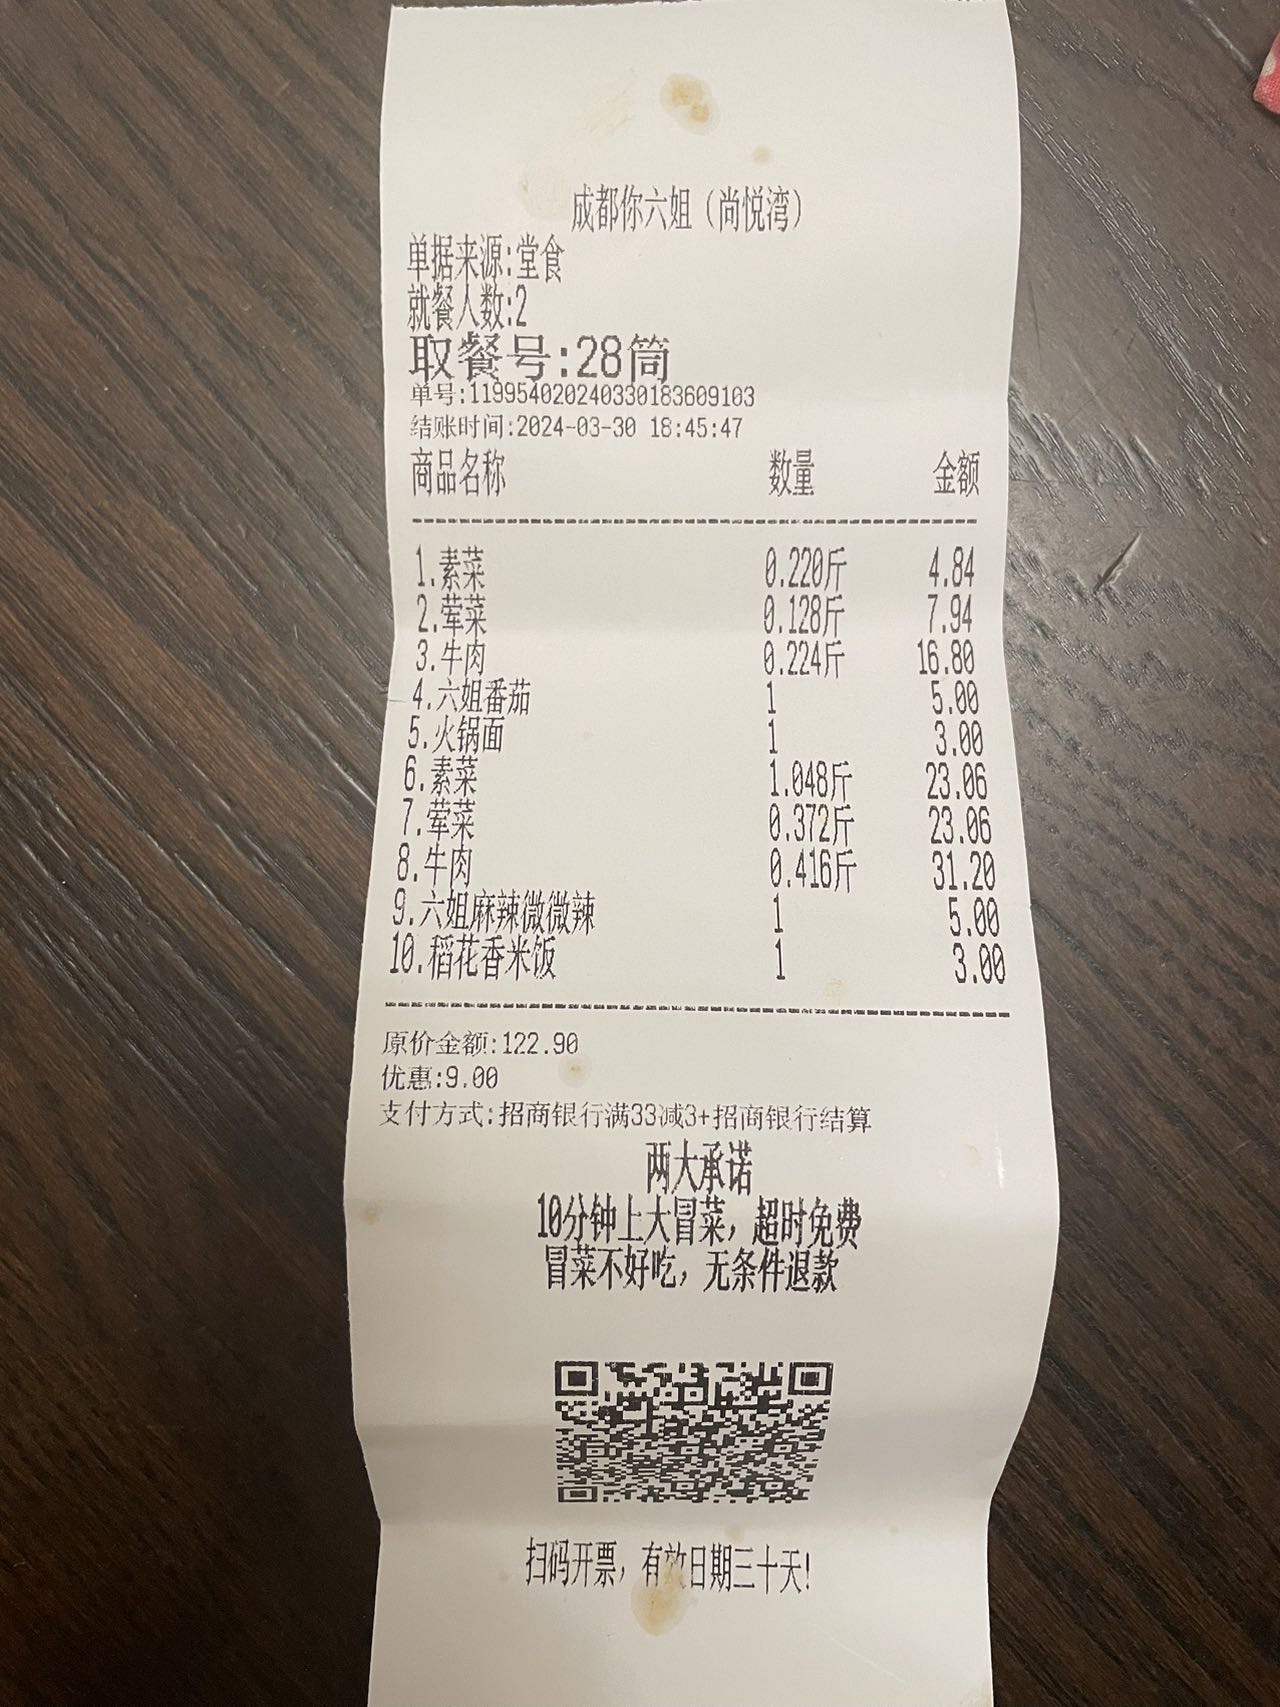 成都你六姐（尚悦湾）
单据来源:堂食
就餐人数:2
取餐号:28筒
单号:119954020240330183609103
结账时间:2024-03-30 18:45:47
商品名称 数量 金额
1.素菜 0.220斤 4.84
2.荤菜 0.128斤 7.94
3.牛肉 0.224斤 16.80
4.六姐番茄 1 5.00
5.火锅面 1 3.00
6.素菜 1.048斤 23.06
7.荤菜 0.372斤 23.06
8.牛肉 0.416斤 31.20
9.六姐麻辣微微辣 1 5.00
10.稻花香米饭 1 3.00
原价金额:122.90
优惠:9.00
支付方式:招商银行满33减3+招商银行结算
两大承诺
10分钟上大冒菜，超时免费
冒菜不好吃，无条件退款
扫码开票，有效日期三十天!